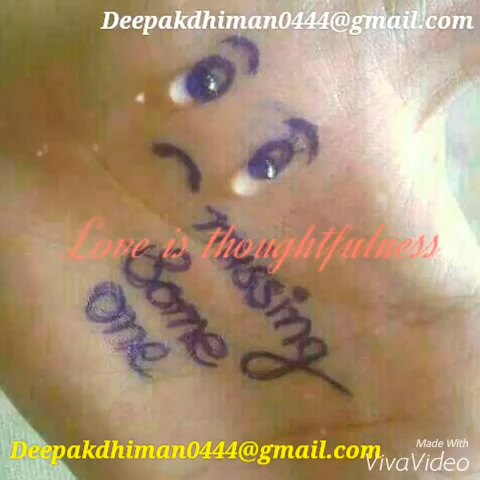 Deepakdhiman0444@gmail.com
Love is thoughtfulness
missing
Some
one
Deepakdhiman0444@gmail.com
Made With
VivaVideo